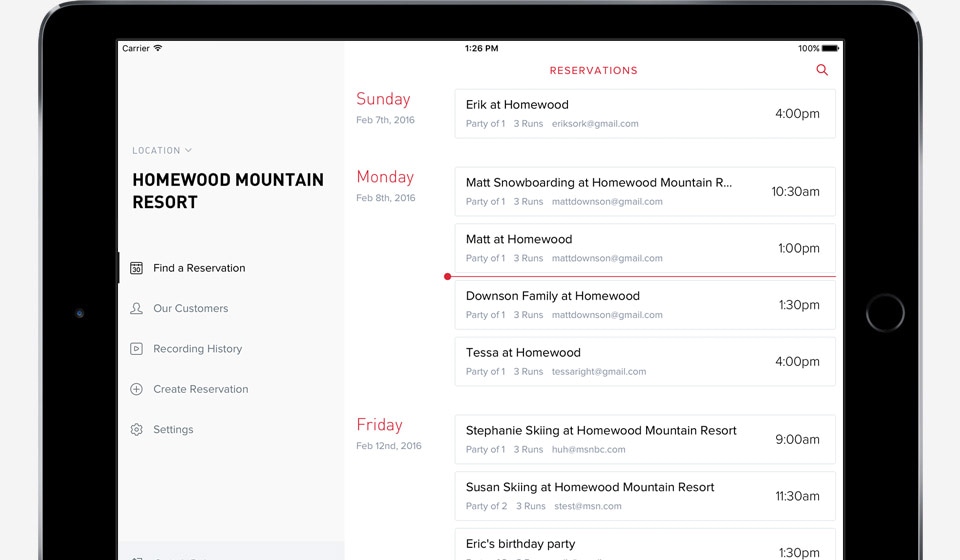 Carrier
1:26 PM
100%
RESERVATIONS
LOCATION
HOMEWOOD MOUNTAIN
RESORT
30
Find a Reservation
Our Customers
Recording History
Create Reservation
Settings
Sunday
Feb 7th, 2016
Erik at Homewood
Party of 1 3 Runs eriksork@gmail.com
4:00pm
Monday
Feb 8th, 2016
Matt Snowboarding at Homewood Mountain R...
Party of 1 3 Runs mattdownson@gmail.com
10:30am
Matt at Homewood
Party of 1 3 Runs mattdownson@gmail.com
1:00pm
Downson Family at Homewood
Party of 1 3 Runs mattdownson@gmail.com
1:30pm
Tessa at Homewood
Party of 1 3 Runs tessaright@gmail.com
4:00pm
Friday
Feb 12nd, 2016
Stephanie Skiing at Homewood Mountain Resort
Party of 1 3 Runs huh@msnbc.com
9:00am
Susan Skiing at Homewood Mountain Resort
Party of 2 3 Runs stest@msn.com
11:30am
Eric's birthday party
1:30pm